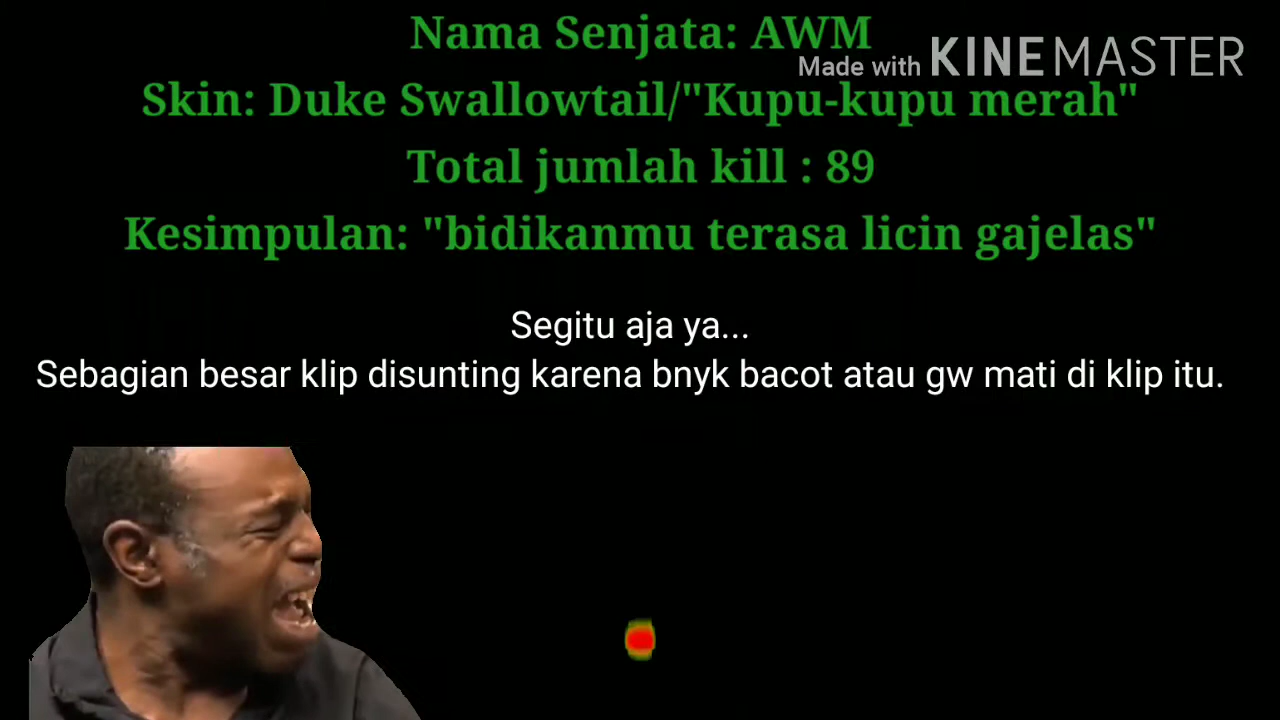 Nama Senjata: AWM
Made with KINEMASTER
Skin: Duke Swallowtail/"Kupu-kupu merah"
Total jumlah kill : 89
Kesimpulan: "bidikanmu terasa licin gajelas"
Segitu aja ya...
Sebagian besar klip disunting karena bnyk bacot atau gw mati di klip itu.